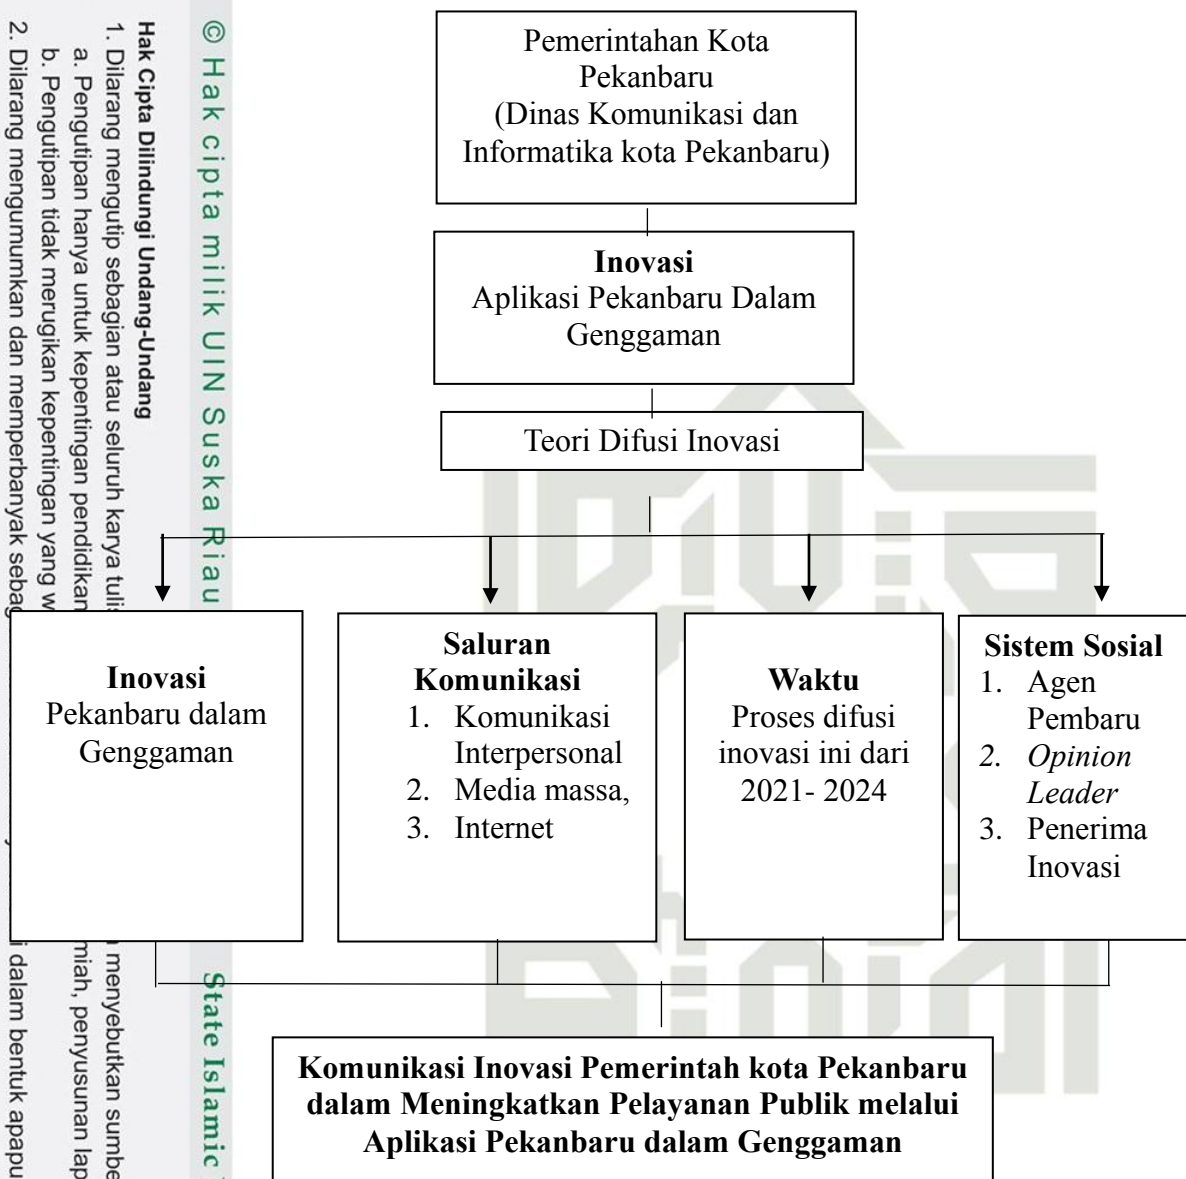 © Hak cipta milik UIN Suska Riau
State Islamic
Hak Cipta Dilindungi Undang-Undang
1. Dilarang mengutip sebagian atau seluruh karya menyebutkan
a. Pengutipan hanya untuk kepentingan pendidikan penyusunan
b. Pengutipan tidak merugikan kepentingan yang
2. Dilarang mengumumkan dan memperbanyak dalam bentuk
Pemerintahan Kota
Pekanbaru
(Dinas Komunikasi dan
Informatika kota Pekanbaru)
Inovasi
Aplikasi Pekanbaru Dalam
Genggaman
Teori Difusi Inovasi
Inovasi
Pekanbaru dalam
Genggaman
Saluran
Komunikasi
1. Komunikasi
Interpersonal
2. Media massa,
3. Internet
Waktu
Proses difusi
inovasi ini dari
2021- 2024
Sistem Sosial
1. Agen
Pembaru
2. Opinion
Leader
3. Penerima
Inovasi
Komunikasi Inovasi Pemerintah kota Pekanbaru
dalam Meningkatkan Pelayanan Publik melalui
Aplikasi Pekanbaru dalam Genggaman